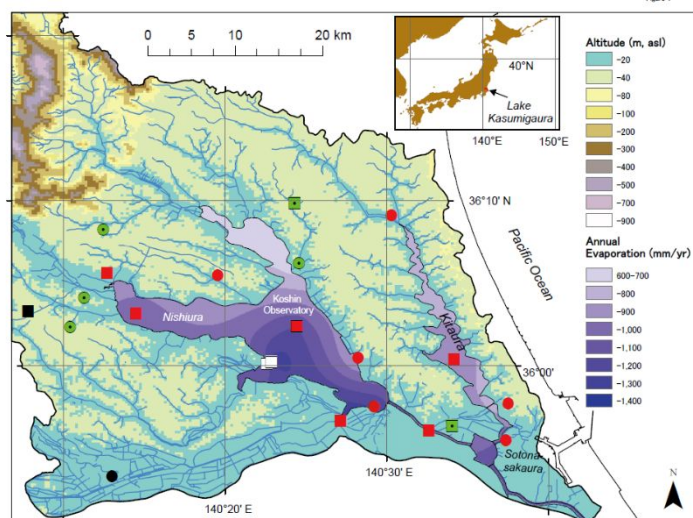 0 5 10 20 km
40°N
Lake
Kasumigaura
140°E
150°E
Altitude (m, asl)
-20
-40
-80
-100
-200
-300
-400
-500
-700
-900
Annual
Evaporation (mm/yr)
600-700
-800
-900
-1,000
-1,100
-1,200
-1,300
-1,400
36°10' N
Pacific Ocean
Koshin
Observatory
Nishiura
Kitaura
36°00'
140°30'
Sotona-
sakaura
140°20' E
N